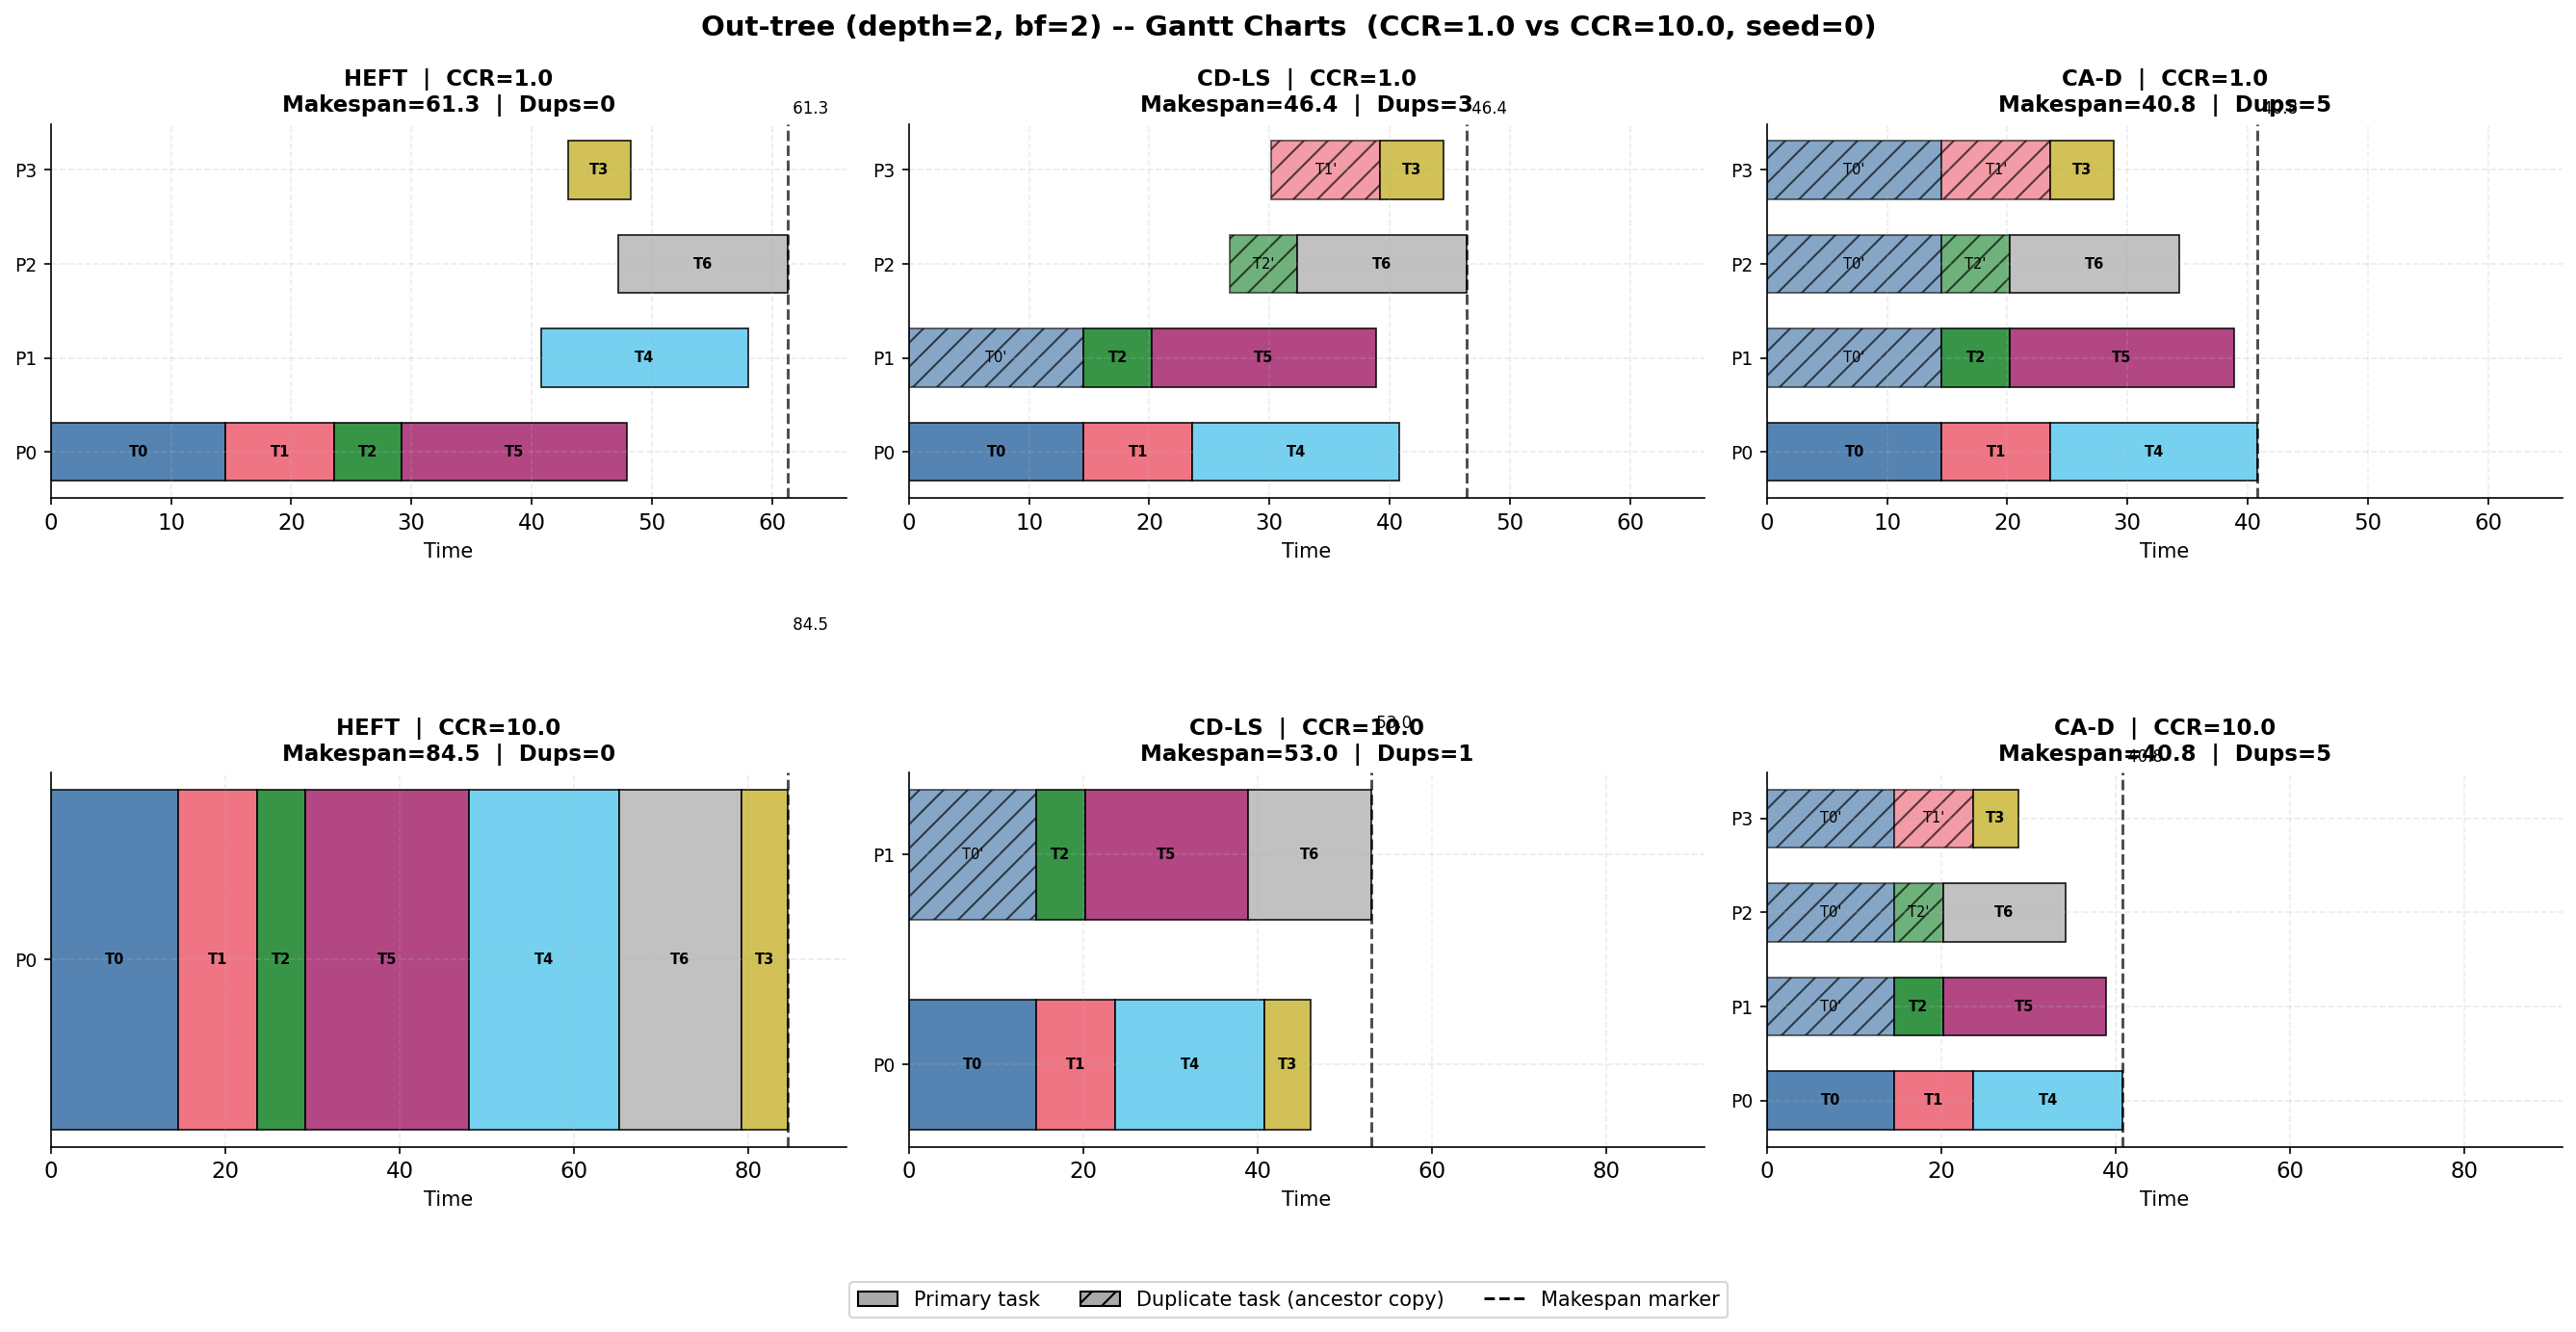 Out-tree (depth=2, bf=2) -- Gantt Charts  (CCR=1.0 vs CCR=10.0, seed=0)
HEFT  |  CCR=1.0
Makespan=61.3  |  Dups=0
61.3
P3
T3
P2
T6
P1
T4
P0
T0 T1 T2 T5
0 10 20 30 40 50 60
Time
CD-LS  |  CCR=1.0
Makespan=46.4  |  Dups=3
46.4
T1' T3
T2' T6
T0' T2 T5
T0 T1 T4
0 10 20 30 40 50 60
Time
CA-D  |  CCR=1.0
Makespan=40.8  |  Dups=5
40.8
P3
T0' T1' T3
P2
T0' T2' T6
P1
T0' T2 T5
P0
T0 T1 T4
0 10 20 30 40 50 60
Time
HEFT  |  CCR=10.0
Makespan=84.5  |  Dups=0
84.5
P0
T0 T1 T2 T5 T4 T6 T3
0 20 40 60 80
Time
CD-LS  |  CCR=10.0
Makespan=53.0  |  Dups=1
53.0
P1
T0' T2 T5 T6
P0
T0 T1 T4 T3
0 20 40 60 80
Time
CA-D  |  CCR=10.0
Makespan=40.8  |  Dups=5
40.8
P3
T0' T1' T3
P2
T0' T2' T6
P1
T0' T2 T5
P0
T0 T1 T4
0 20 40 60 80
Time
Primary task
Duplicate task (ancestor copy)
Makespan marker